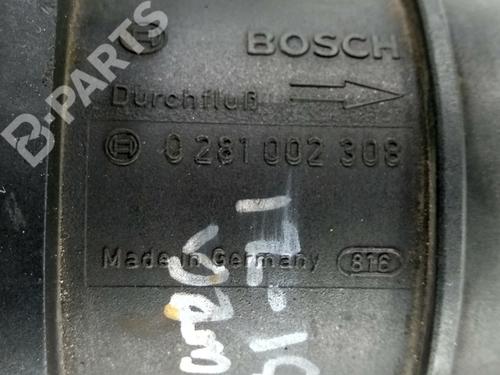 B-PARTS
BOSCH
Durchfluß
0 281 002 308
Made in Germany 816